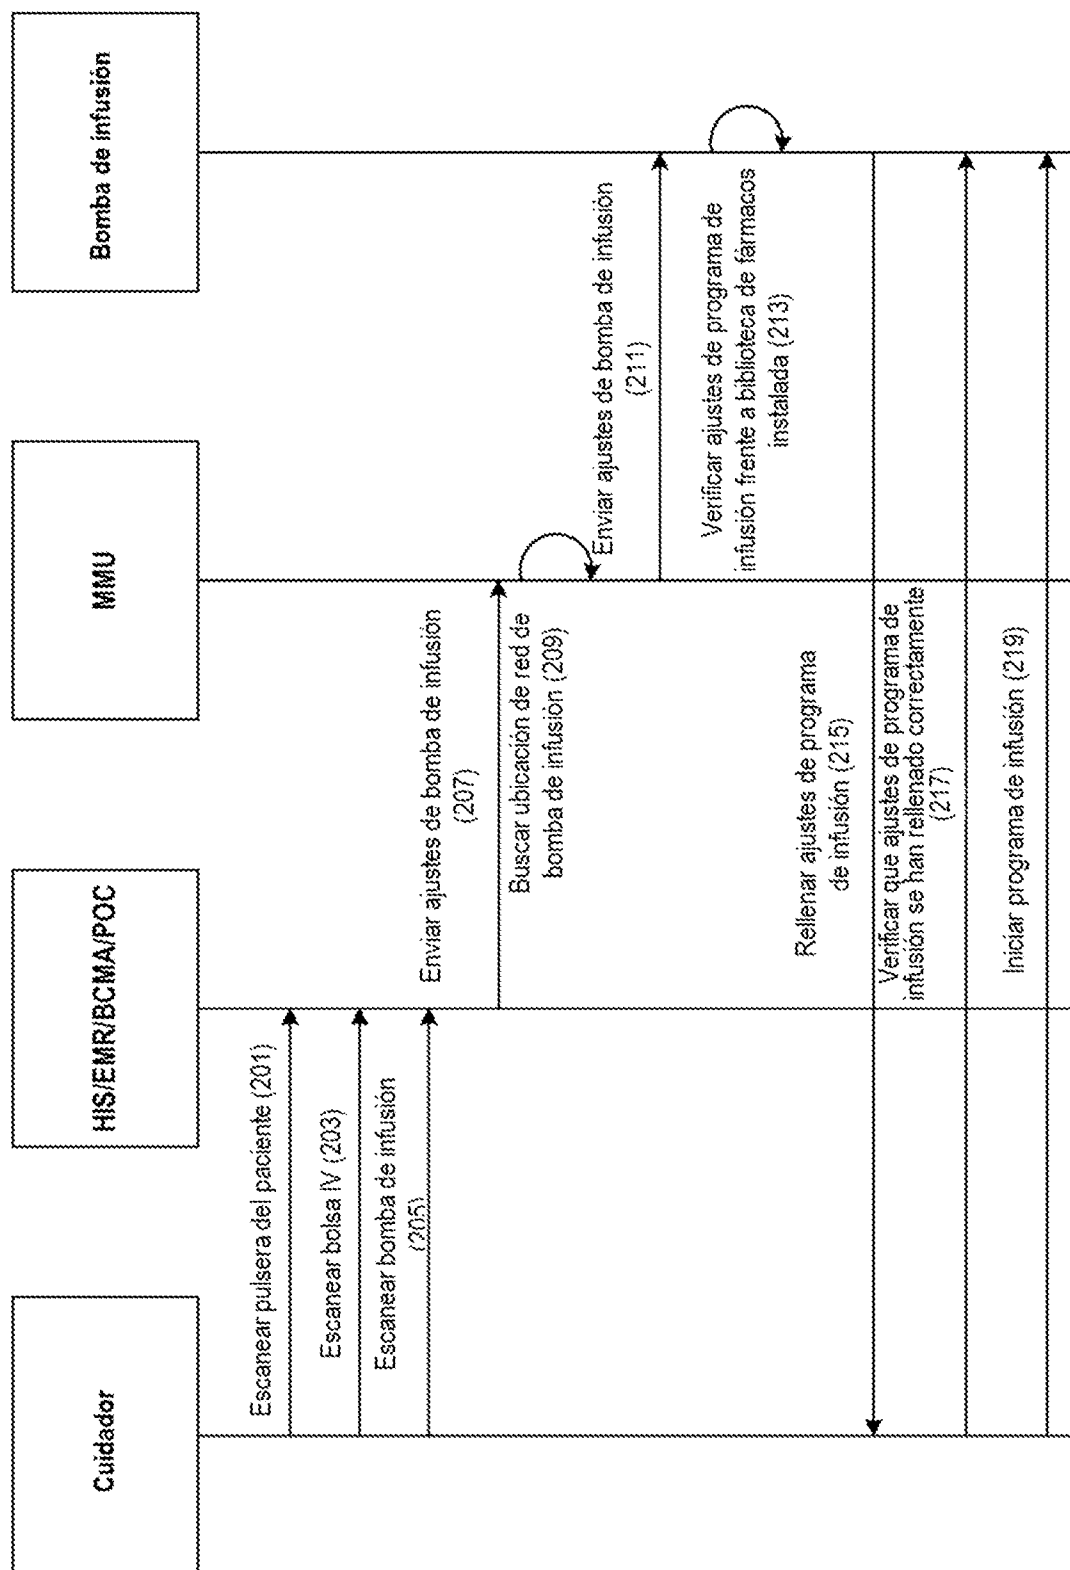 Cuidador
HIS/EMR/BCMA/POC
MMU
Bomba de infusión
Escanear pulsera del paciente (201)
Escanear bolsa IV (203)
Escanear bomba de infusión
(205)
Enviar ajustes de bomba de infusión
(207)
Buscar ubicación de red de
bomba de infusión (209)
Enviar ajustes de bomba de infusión
(211)
Verificar ajustes de programa de
infusión frente a biblioteca de fármacos
instalada (213)
Rellenar ajustes de programa
de infusión (215)
Verificar que ajustes de programa de
infusión se han rellenado correctamente
(217)
Iniciar programa de infusión (219)